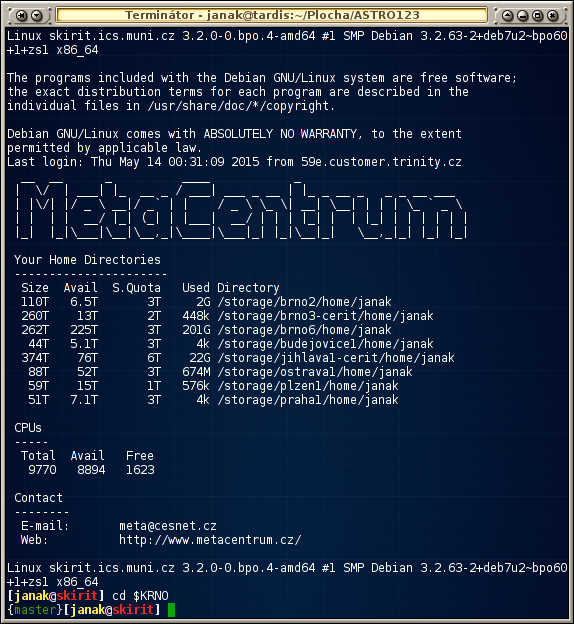 Terminátor - janak@tardis:~/Plocha/ASTRO123
Linux skirit.ics.muni.cz 3.2.0-0.bpo.4-amd64 #1 SMP Debian 3.2.63-2+deb7u2~bpo60
+1+zs1 x86_64
The programs included with the Debian GNU/Linux system are free software;
the exact distribution terms for each program are described in the
individual files in /usr/share/doc/*/copyright.
Debian GNU/Linux comes with ABSOLUTELY NO WARRANTY, to the extent
permitted by applicable law.
Last login: Thu May 14 00:31:09 2015 from 59e.customer.trinity.cz
MetaCentrum
Your Home Directories
----------------------
Size Avail S.Quota Used Directory
110T 6.5T 3T 2G /storage/brno2/home/janak
260T 13T 2T 448k /storage/brno3-cerit/home/janak
262T 225T 3T 201G /storage/brno6/home/janak
44T 5.1T 3T 4k /storage/budejovice1/home/janak
374T 76T 6T 22G /storage/jihlava1-cerit/home/janak
88T 52T 3T 674M /storage/ostrava1/home/janak
59T 15T 1T 576k /storage/plzen1/home/janak
51T 7.1T 3T 4k /storage/praha1/home/janak
CPUs
-----
Total Avail Free
9770 8894 1623
Contact
--------
E-mail: meta@cesnet.cz
Web: http://www.metacentrum.cz/
Linux skirit.ics.muni.cz 3.2.0-0.bpo.4-amd64 #1 SMP Debian 3.2.63-2+deb7u2~bpo60
+1+zs1 x86_64
[janak@skirit] cd $KRNO
{master}[janak@skirit]